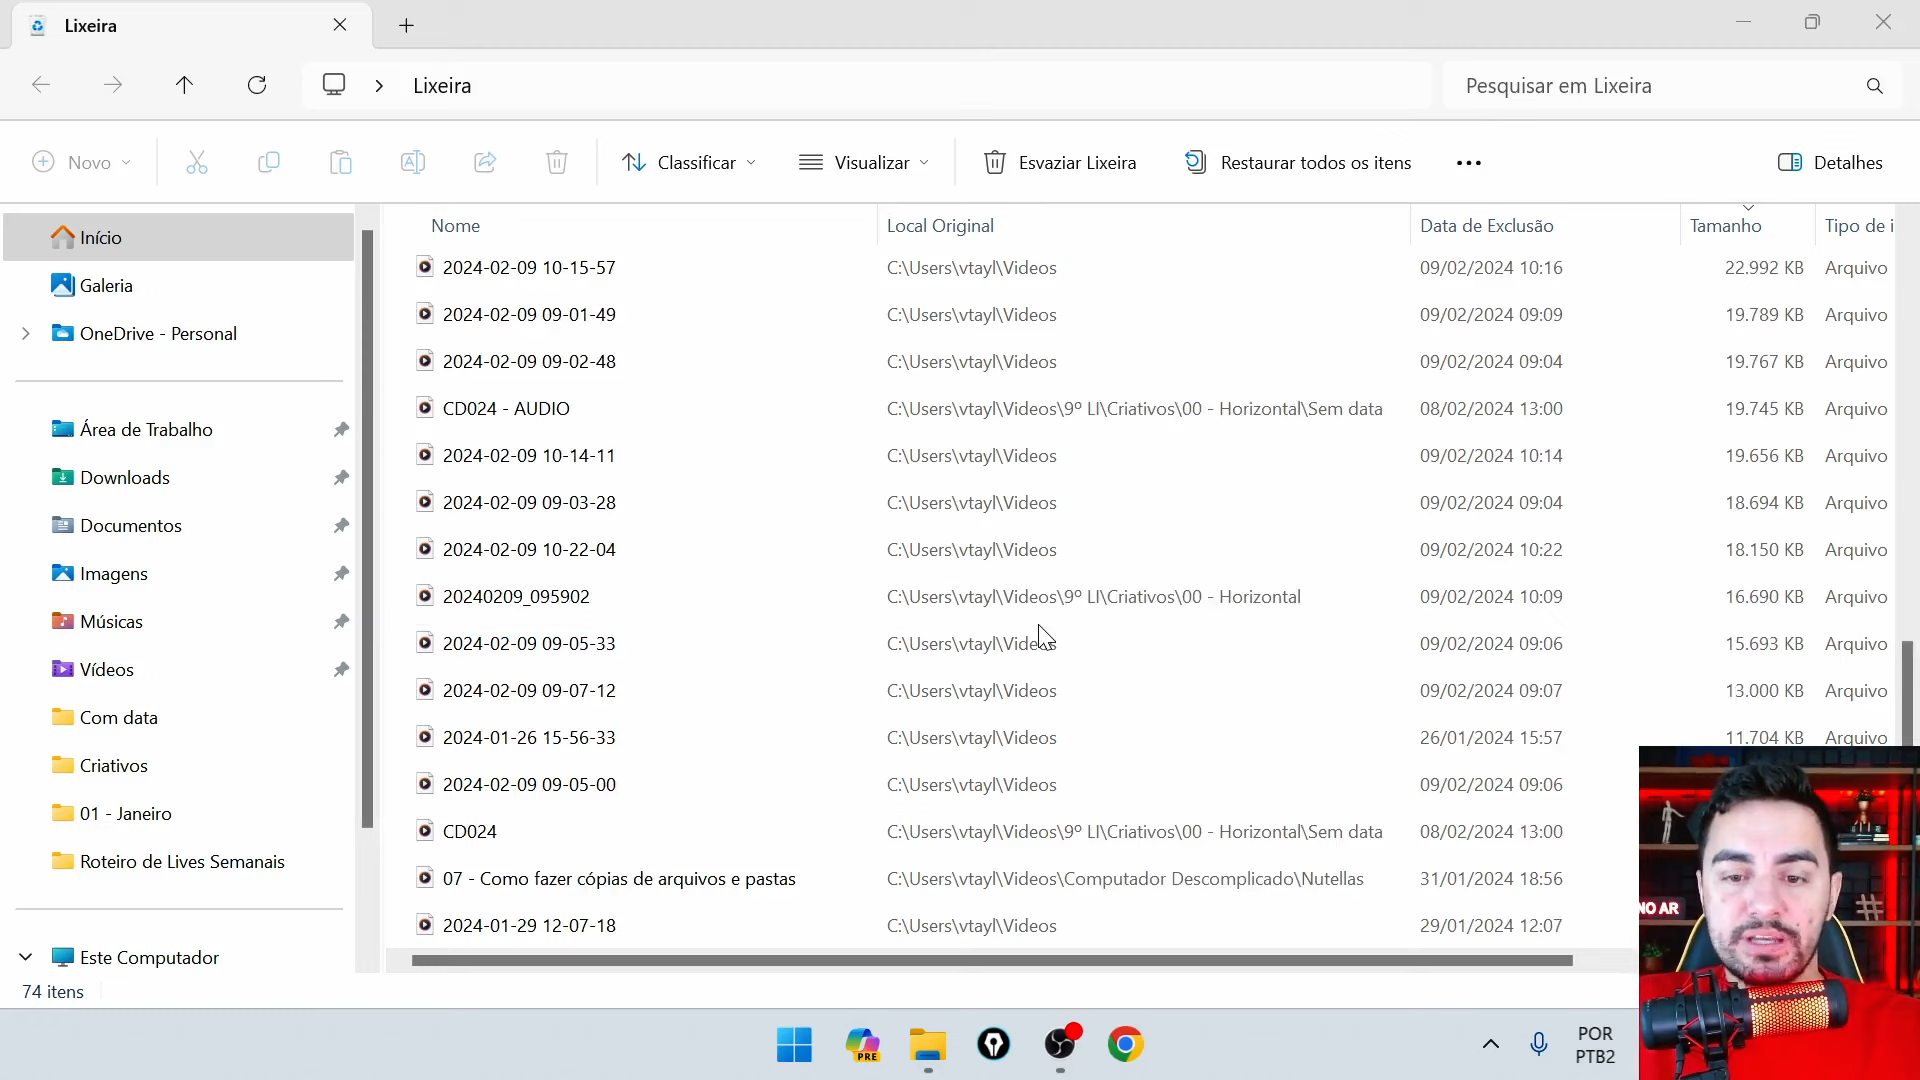 Lixeira
Lixeira
Pesquisar em Lixeira
Novo
Classificar
Visualizar
Esvaziar Lixeira
Restaurar todos os itens
Detalhes
Nome Local Original Data de Exclusão Tamanho Tipo de i
Início
Galeria
OneDrive - Personal
Área de Trabalho
Downloads
Documentos
Imagens
Músicas
Vídeos
Com data
Criativos
01 - Janeiro
Roteiro de Lives Semanais
Este Computador
2024-02-09 10-15-57 C:\Users\vtayl\Videos 09/02/2024 10:16 22.992 KB Arquivo
2024-02-09 09-01-49 C:\Users\vtayl\Videos 09/02/2024 09:09 19.789 KB Arquivo
2024-02-09 09-02-48 C:\Users\vtayl\Videos 09/02/2024 09:04 19.767 KB Arquivo
CD024 - AUDIO C:\Users\vtayl\Videos\9º LI\Criativos\00 - Horizontal\Sem data 08/02/2024 13:00 19.745 KB Arquivo
2024-02-09 10-14-11 C:\Users\vtayl\Videos 09/02/2024 10:14 19.656 KB Arquivo
2024-02-09 09-03-28 C:\Users\vtayl\Videos 09/02/2024 09:04 18.694 KB Arquivo
2024-02-09 10-22-04 C:\Users\vtayl\Videos 09/02/2024 10:22 18.150 KB Arquivo
20240209_095902 C:\Users\vtayl\Videos\9º LI\Criativos\00 - Horizontal 09/02/2024 10:09 16.690 KB Arquivo
2024-02-09 09-05-33 C:\Users\vtayl\Videos 09/02/2024 09:06 15.693 KB Arquivo
2024-02-09 09-07-12 C:\Users\vtayl\Videos 09/02/2024 09:07 13.000 KB Arquivo
2024-01-26 15-56-33 C:\Users\vtayl\Videos 26/01/2024 15:57 11.704 KB Arquivo
2024-02-09 09-05-00 C:\Users\vtayl\Videos 09/02/2024 09:06
CD024 C:\Users\vtayl\Videos\9º LI\Criativos\00 - Horizontal\Sem data 08/02/2024 13:00
07 - Como fazer cópias de arquivos e pastas C:\Users\vtayl\Videos\Computador Descomplicado\Nutellas 31/01/2024 18:56
2024-01-29 12-07-18 C:\Users\vtayl\Videos 29/01/2024 12:07
74 itens
NO AR
PRE
POR
PTB2